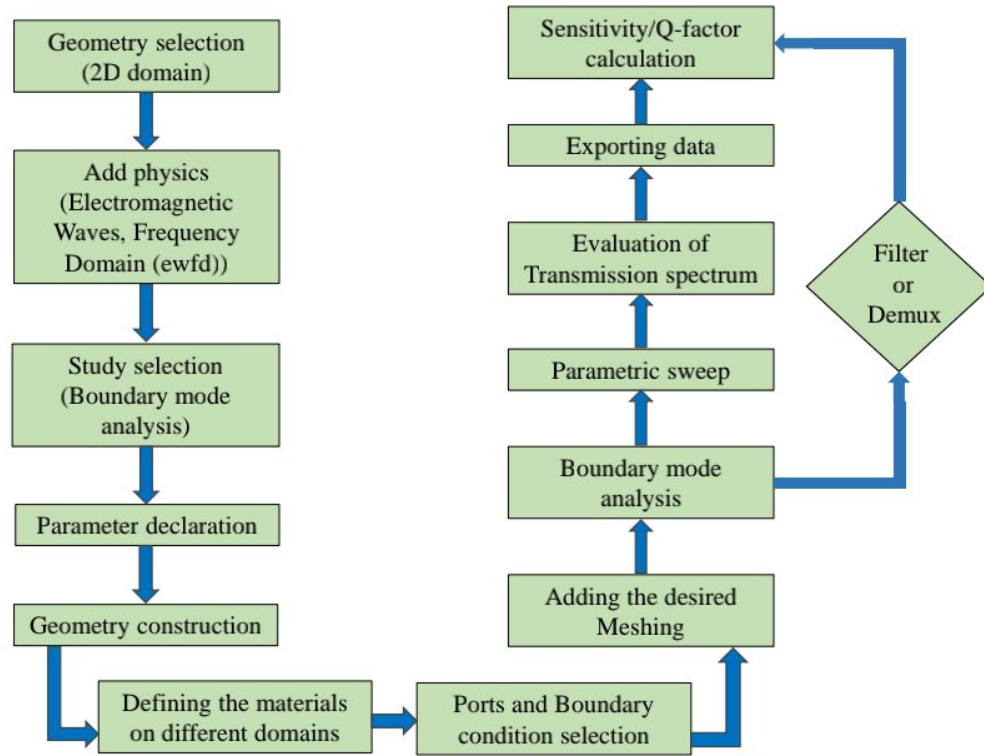 Geometry selection
(2D domain)
Add physics
(Electromagnetic
Waves, Frequency
Domain (ewfd))
Study selection
(Boundary mode
analysis)
Parameter declaration
Geometry construction
Defining the materials
on different domains
Ports and Boundary
condition selection
Adding the desired
Meshing
Boundary mode
analysis
Parametric sweep
Evaluation of
Transmission spectrum
Exporting data
Sensitivity/Q-factor
calculation
Filter
or
Demux